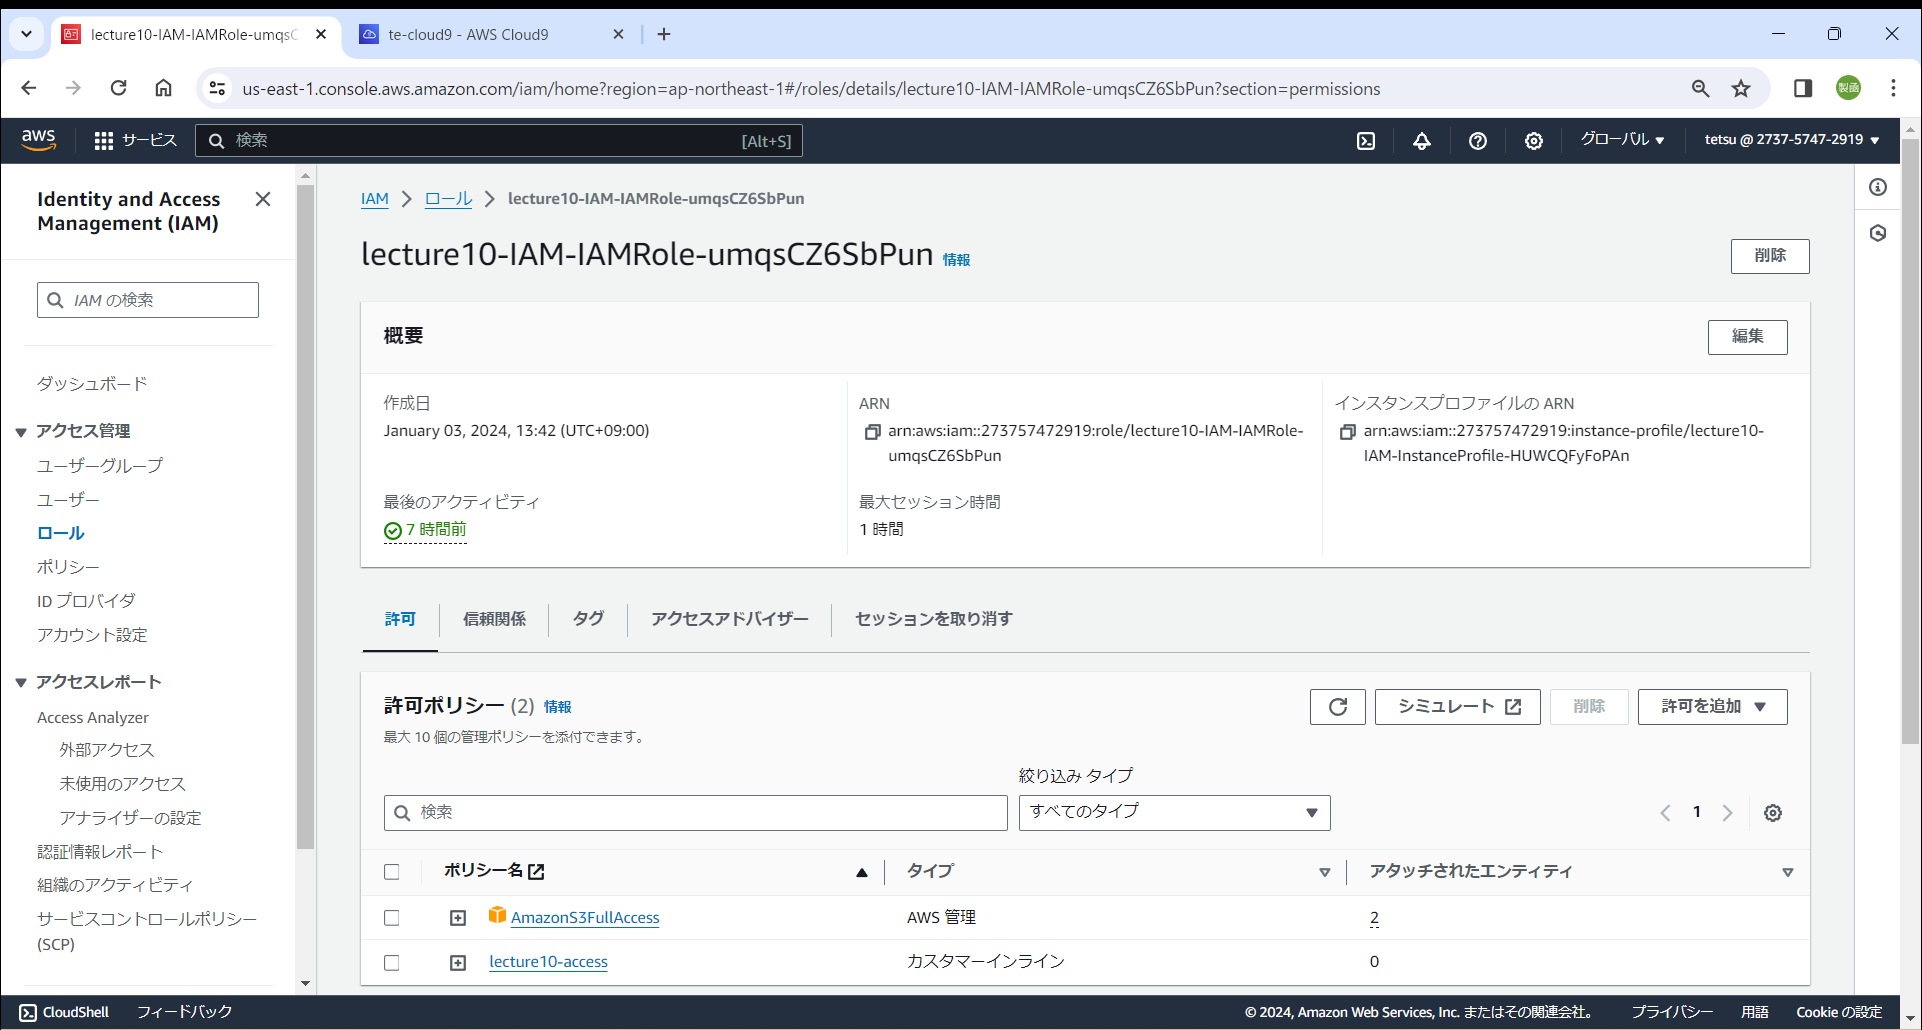 lecture10-IAM-IAMRole-umqsC
te-cloud9 - AWS Cloud9
us-east-1.console.aws.amazon.com/iam/home?region=ap-northeast-1#/roles/details/lecture10-IAM-IAMRole-umqsCZ6SbPun?section=permissions
製函
aws
サービス
検索
[Alt+S]
グローバル
tetsu @ 2737-5747-2919
Identity and Access
Management (IAM)
IAM の検索
ダッシュボード
アクセス管理
ユーザーグループ
ユーザー
ロール
ポリシー
ID プロバイダ
アカウント設定
アクセスレポート
Access Analyzer
外部アクセス
未使用のアクセス
アナライザーの設定
認証情報レポート
組織のアクティビティ
サービスコントロールポリシー
(SCP)
IAM
ロール
lecture10-IAM-IAMRole-umqsCZ6SbPun
lecture10-IAM-IAMRole-umqsCZ6SbPun 情報
削除
概要
編集
作成日
January 03, 2024, 13:42 (UTC+09:00)
ARN
arn:aws:iam::273757472919:role/lecture10-IAM-IAMRole-
umqsCZ6SbPun
インスタンスプロファイルの ARN
arn:aws:iam::273757472919:instance-profile/lecture10-
IAM-InstanceProfile-HUWCQFyFoPAn
最後のアクティビティ
7 時間前
最大セッション時間
1 時間
許可
信頼関係
タグ
アクセスアドバイザー
セッションを取り消す
許可ポリシー (2) 情報
最大 10 個の管理ポリシーを添付できます。
シミュレート
削除
許可を追加
絞り込み タイプ
検索
すべてのタイプ
1
ポリシー名
タイプ
アタッチされたエンティティ
AmazonS3FullAccess
AWS 管理
2
lecture10-access
カスタマーインライン
0
CloudShell
フィードバック
© 2024, Amazon Web Services, Inc. またはその関連会社。
プライバシー
用語
Cookie の設定